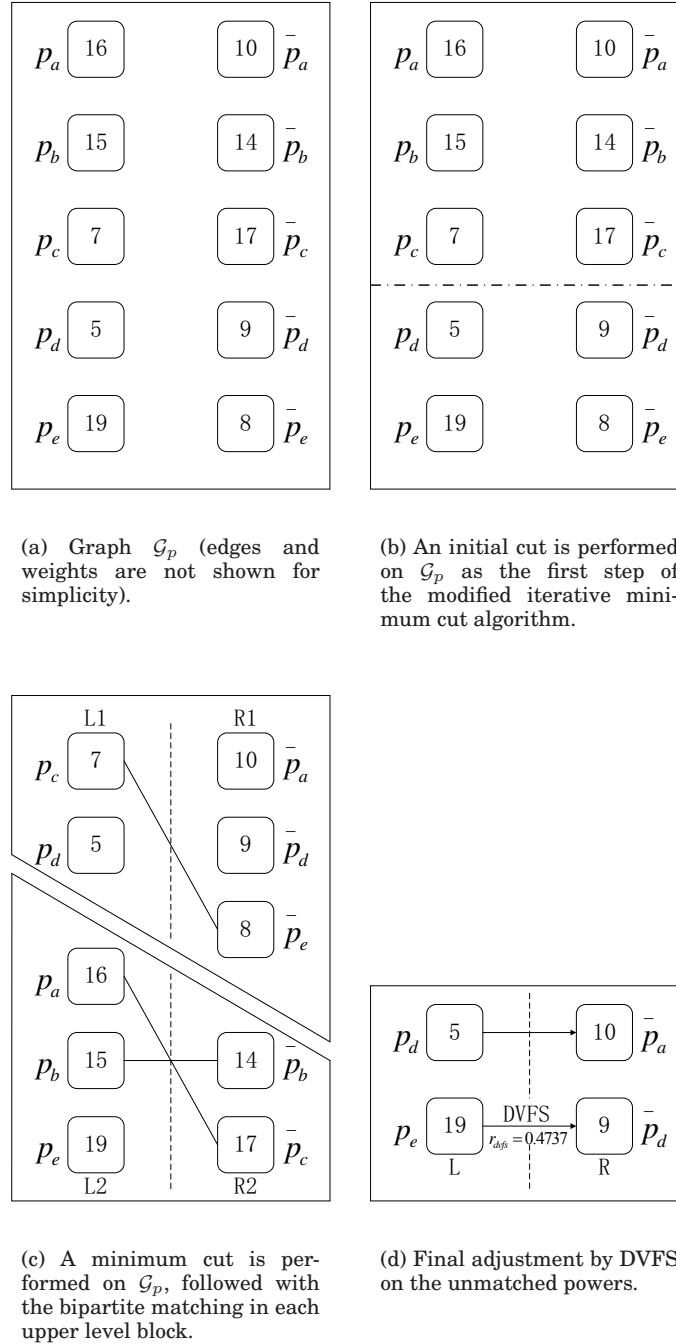 p_a 16 10 p̄_a
p_b 15 14 p̄_b
p_c 7 17 p̄_c
p_d 5 9 p̄_d
p_e 19 8 p̄_e
(a) Graph 𝒢_p (edges and
weights are not shown for
simplicity).
p_a 16 10 p̄_a
p_b 15 14 p̄_b
p_c 7 17 p̄_c
p_d 5 9 p̄_d
p_e 19 8 p̄_e
(b) An initial cut is performed
on 𝒢_p as the first step of
the modified iterative mini-
mum cut algorithm.
L1 R1
p_c 7 10 p̄_a
p_d 5 9 p̄_d
8 p̄_e
p_a 16
p_b 15 14 p̄_b
p_e 19 17 p̄_c
L2 R2
(c) A minimum cut is per-
formed on 𝒢_p, followed with
the bipartite matching in each
upper level block.
p_d 5 10 p̄_a
p_e 19 DVFS 9 p̄_d
r_dvfs = 0.4737
L R
(d) Final adjustment by DVFS
on the unmatched powers.